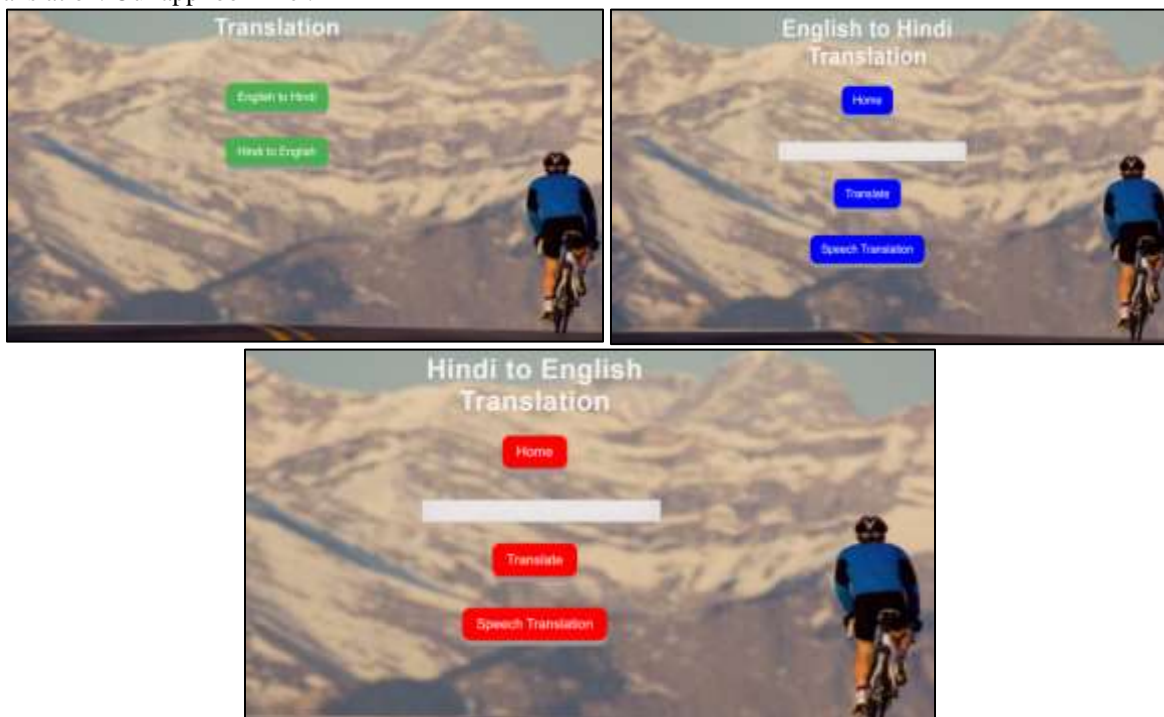 Translation
English to Hindi
Hindi to English
English to Hindi
Translation
Home
Translate
Speech Translation
Hindi to English
Translation
Home
Translate
Speech Translation